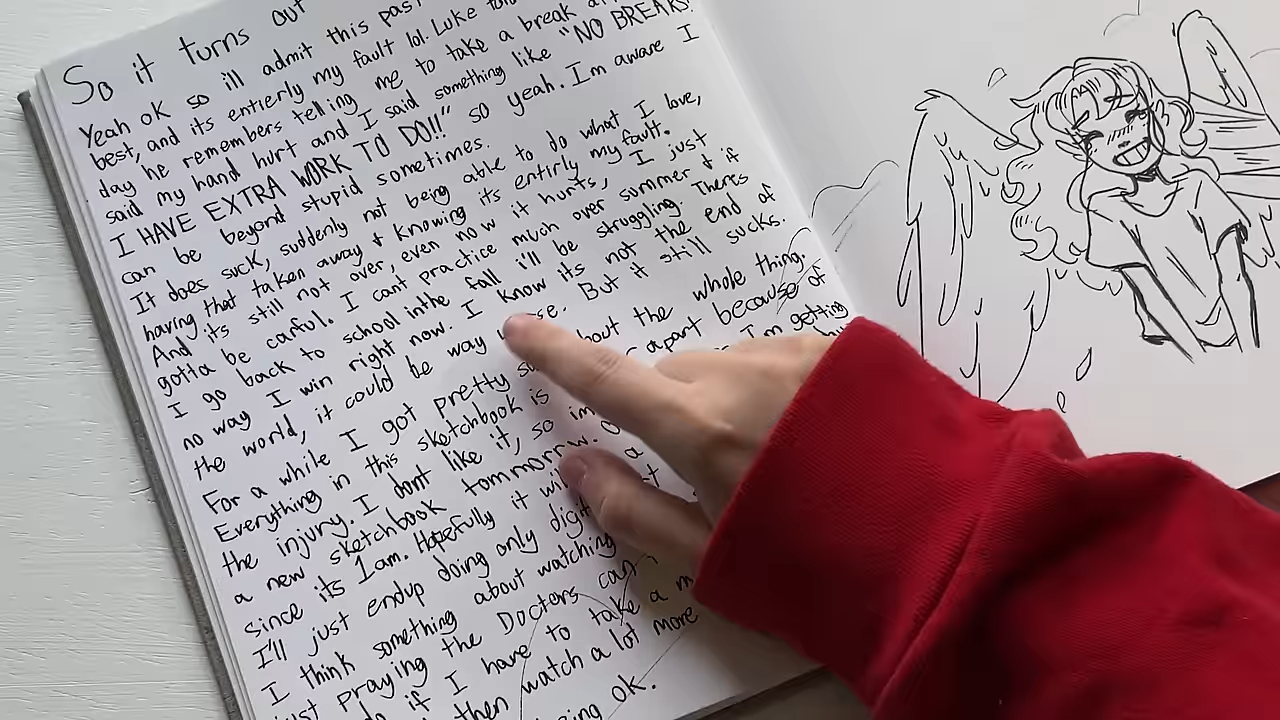 So it turns out
Yeah ok so ill admit this past
best, and its entierly my fault lol. Luke told
day he remembers telling me to take a break
said my hand hurt and I said something like "NO BREAKS
I HAVE EXTRA WORK TO DO!!" so yeah. Im aware I
can be beyond stupid sometimes.
It does suck, suddenly not being able to do what I love,
having that taken away & knowing its entirly my fault.
And its still not over, even now it hurts, I just
gotta be carful. I cant practice much over summer & if
I go back to school inthe fall i'll be struggling. Theres
no way I win right now. I know its not the end of
the world, it could be way But it still sucks.
For a while I got pretty about the whole thing.
Everything in this sketchbook is apart because of
the injury. I dont like it, so im I'm getting
a new sketchbook tomorrw.
since its 1am. Hopefully it will a
I'll just endup doing only
I think something about watching
just praying the Doctors can
if I have to take a
then watch a lot more
ok.